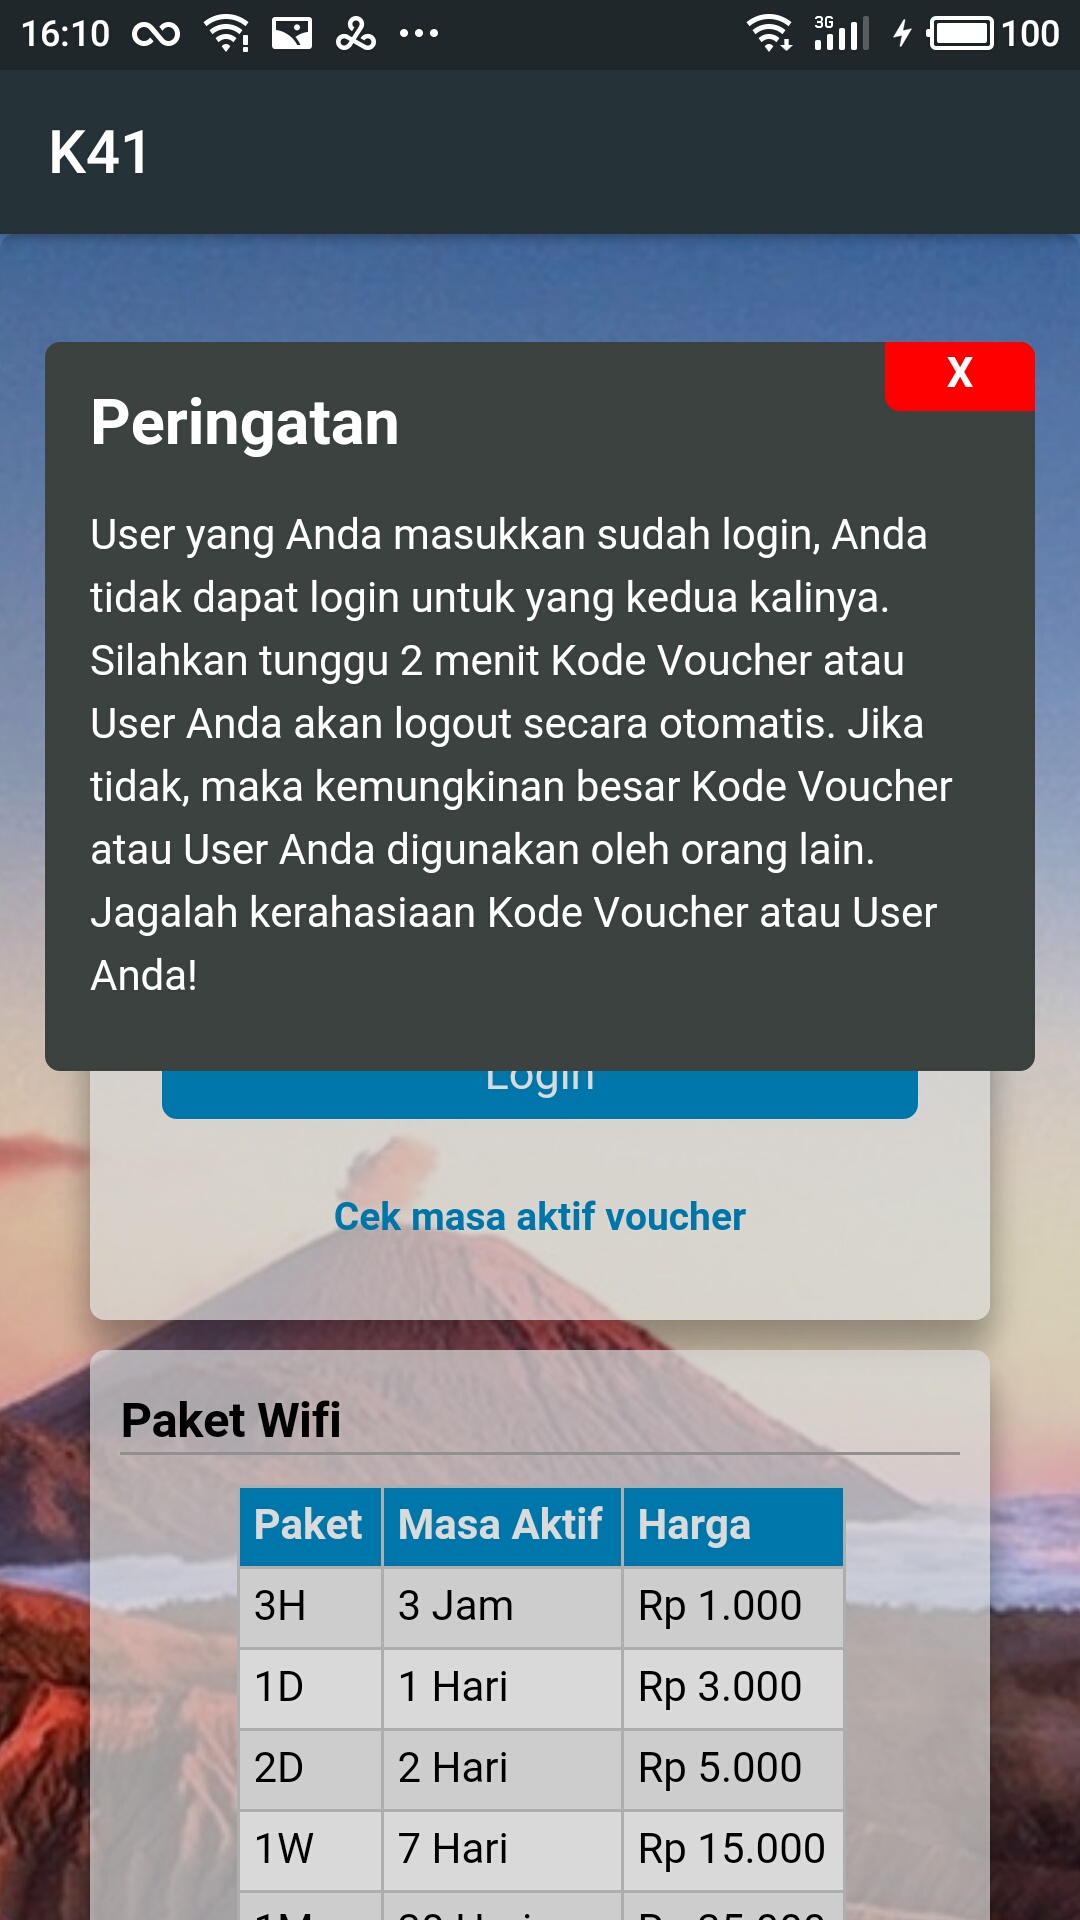 16:10
3G
100
K41
X
Peringatan
User yang Anda masukkan sudah login, Anda
tidak dapat login untuk yang kedua kalinya.
Silahkan tunggu 2 menit Kode Voucher atau
User Anda akan logout secara otomatis. Jika
tidak, maka kemungkinan besar Kode Voucher
atau User Anda digunakan oleh orang lain.
Jagalah kerahasiaan Kode Voucher atau User
Anda!
Login
Cek masa aktif voucher
Paket Wifi
Paket Masa Aktif Harga
3H 3 Jam Rp 1.000
1D 1 Hari Rp 3.000
2D 2 Hari Rp 5.000
1W 7 Hari Rp 15.000